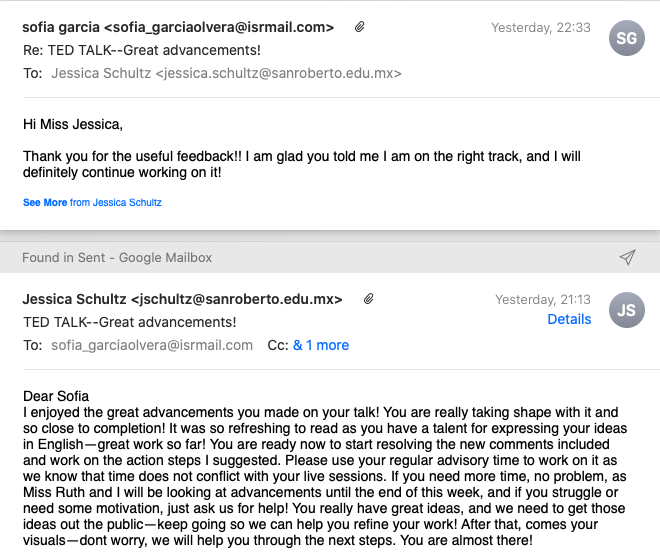 sofia garcia <sofia_garciaolvera@isrmail.com>
Yesterday, 22:33
SG
Re: TED TALK--Great advancements!
To: Jessica Schultz <jessica.schultz@sanroberto.edu.mx>
Hi Miss Jessica,
Thank you for the useful feedback!! I am glad you told me I am on the right track, and I will
definitely continue working on it!
See More from Jessica Schultz
Found in Sent - Google Mailbox
Jessica Schultz <jschultz@sanroberto.edu.mx>
Yesterday, 21:13
JS
TED TALK--Great advancements!
Details
To: sofia_garciaolvera@isrmail.com Cc: & 1 more
Dear Sofia
I enjoyed the great advancements you made on your talk! You are really taking shape with it and
so close to completion! It was so refreshing to read as you have a talent for expressing your ideas
in English—great work so far! You are ready now to start resolving the new comments included
and work on the action steps I suggested. Please use your regular advisory time to work on it as
we know that time does not conflict with your live sessions. If you need more time, no problem, as
Miss Ruth and I will be looking at advancements until the end of this week, and if you struggle or
need some motivation, just ask us for help! You really have great ideas, and we need to get those
ideas out the public—keep going so we can help you refine your work! After that, comes your
visuals—dont worry, we will help you through the next steps. You are almost there!